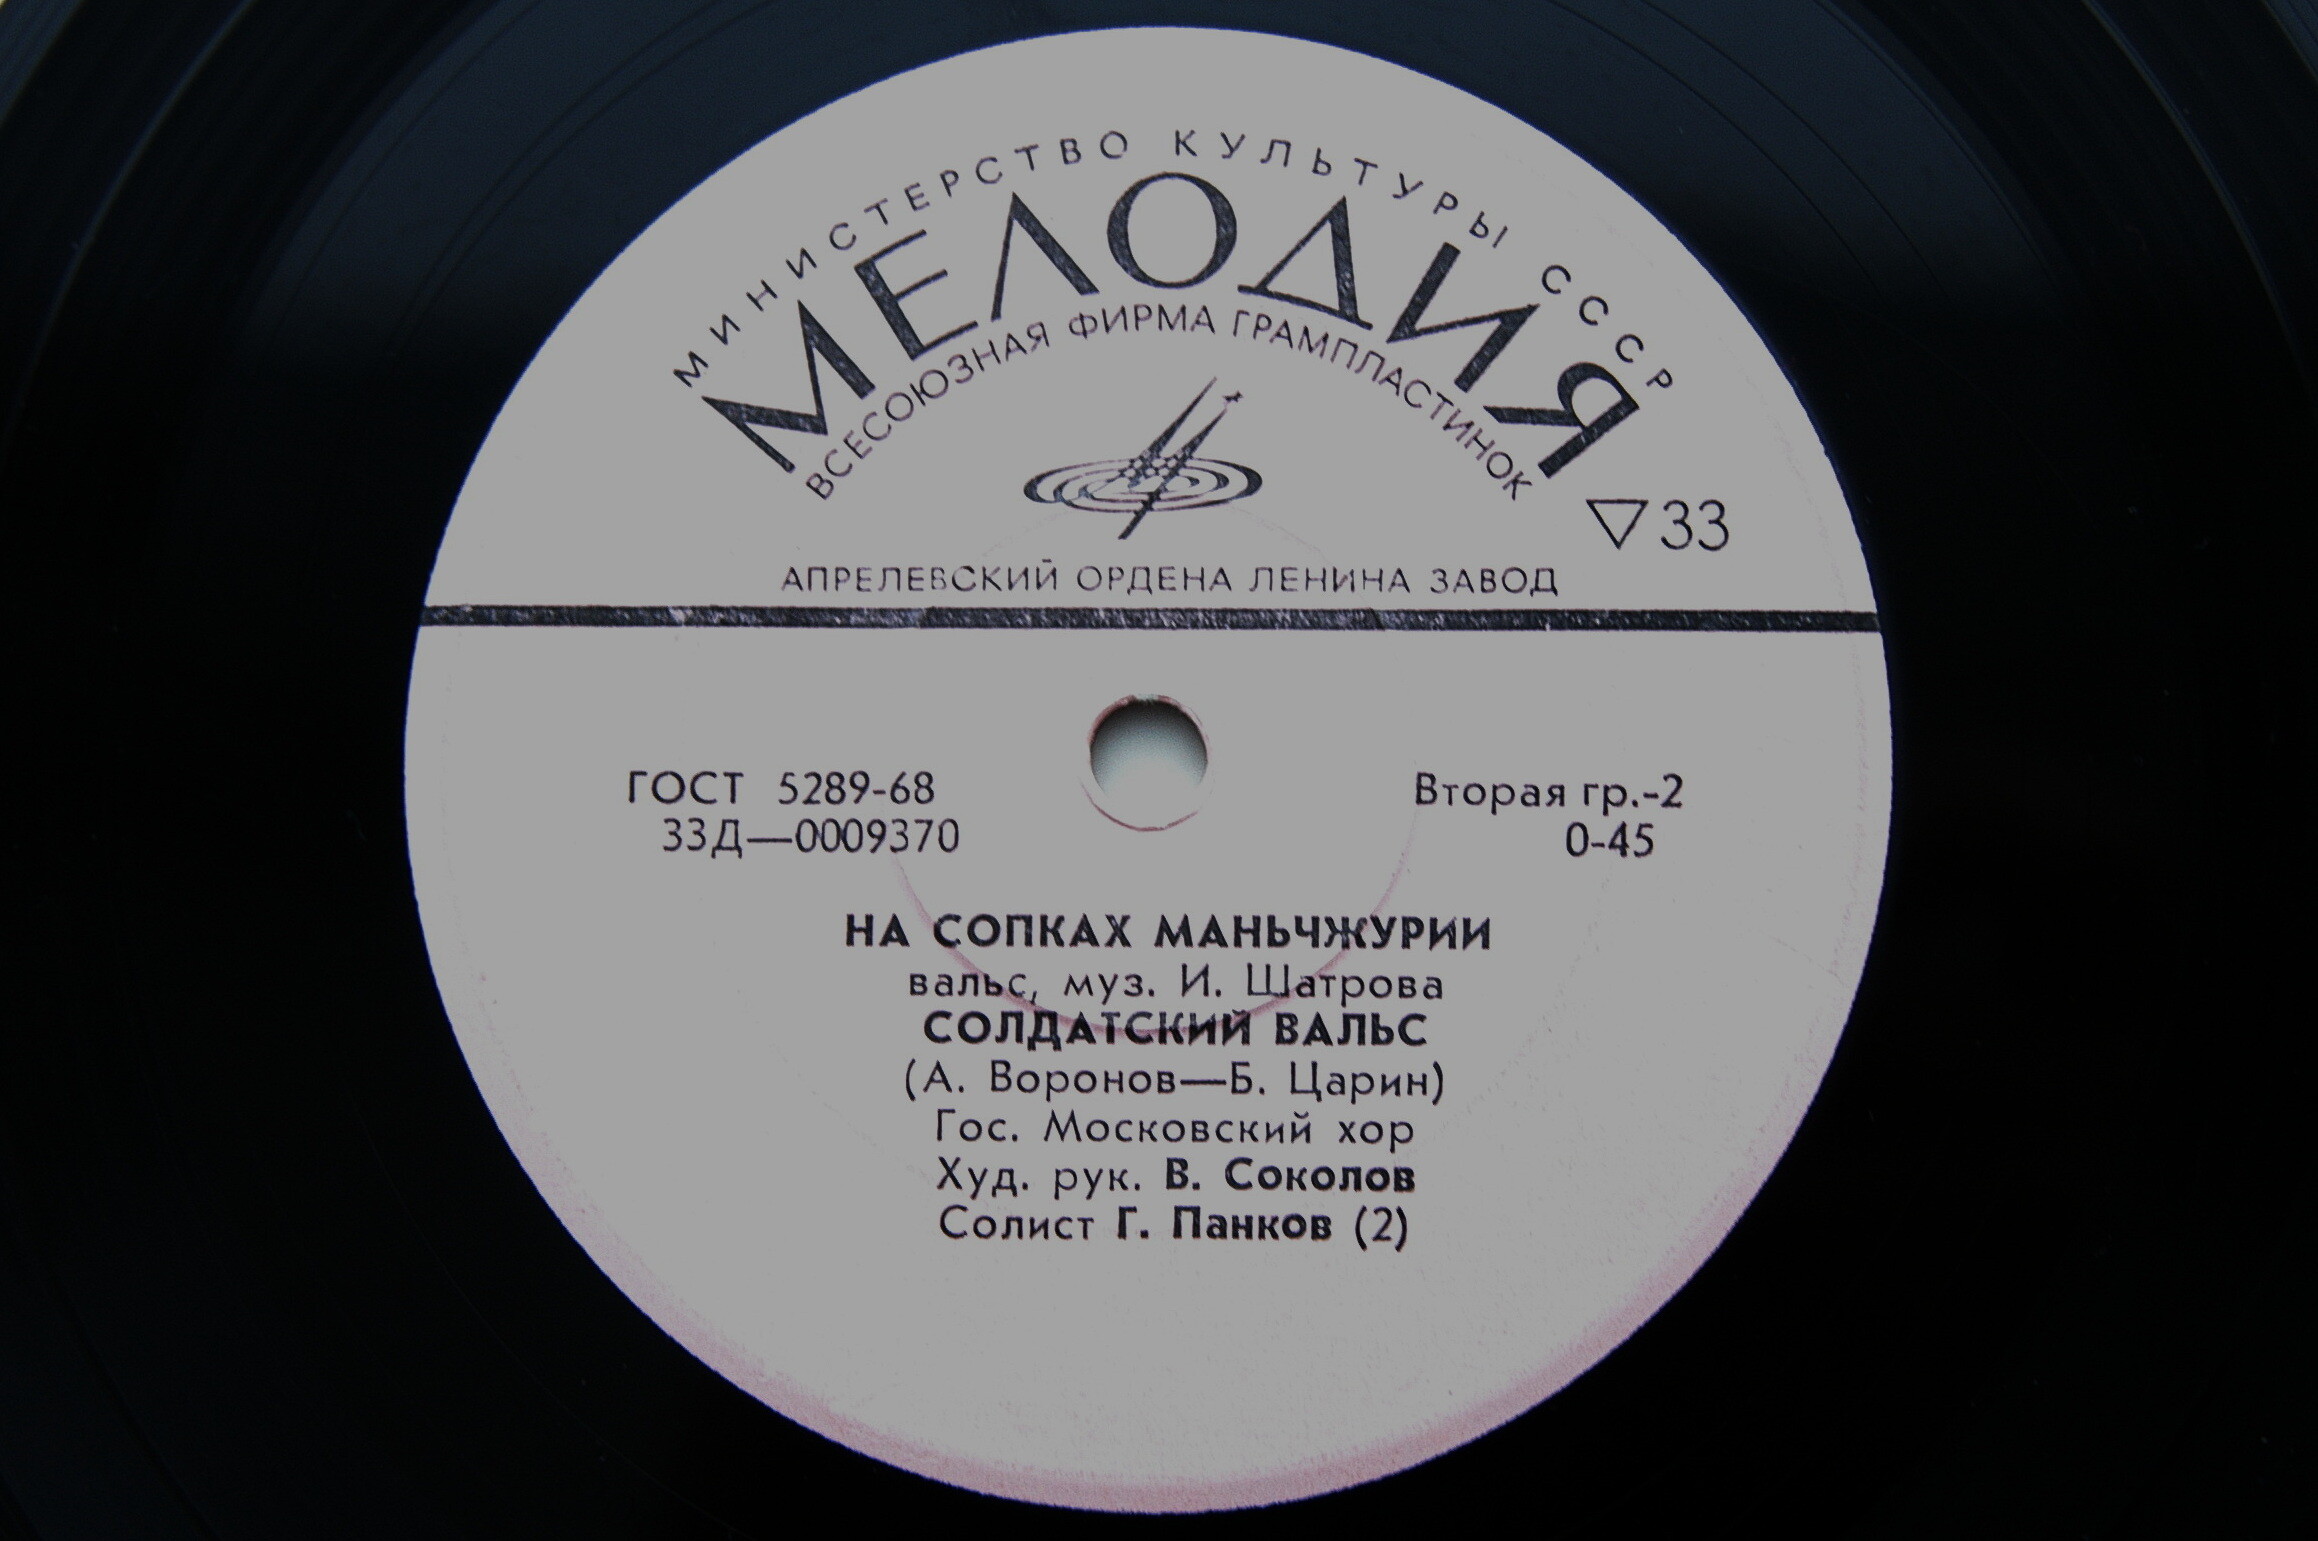 МИНИСТЕРСТВО КУЛЬТУРЫ СССР
МЕЛОДИЯ
ВСЕСОЮЗНАЯ ФИРМА ГРАМПЛАСТИНОК
▽33
АПРЕЛЕВСКИЙ ОРДЕНА ЛЕНИНА ЗАВОД
ГОСТ 5289-68
33Д—0009370
Вторая гр.-2
0-45
НА СОПКАХ МАНЬЧЖУРИИ
вальс, муз. И. Шатрова
СОЛДАТСКИЙ ВАЛЬС
(А. Воронов—Б. Царин)
Гос. Московский хор
Худ. рук. В. Соколов
Солист Г. Панков (2)